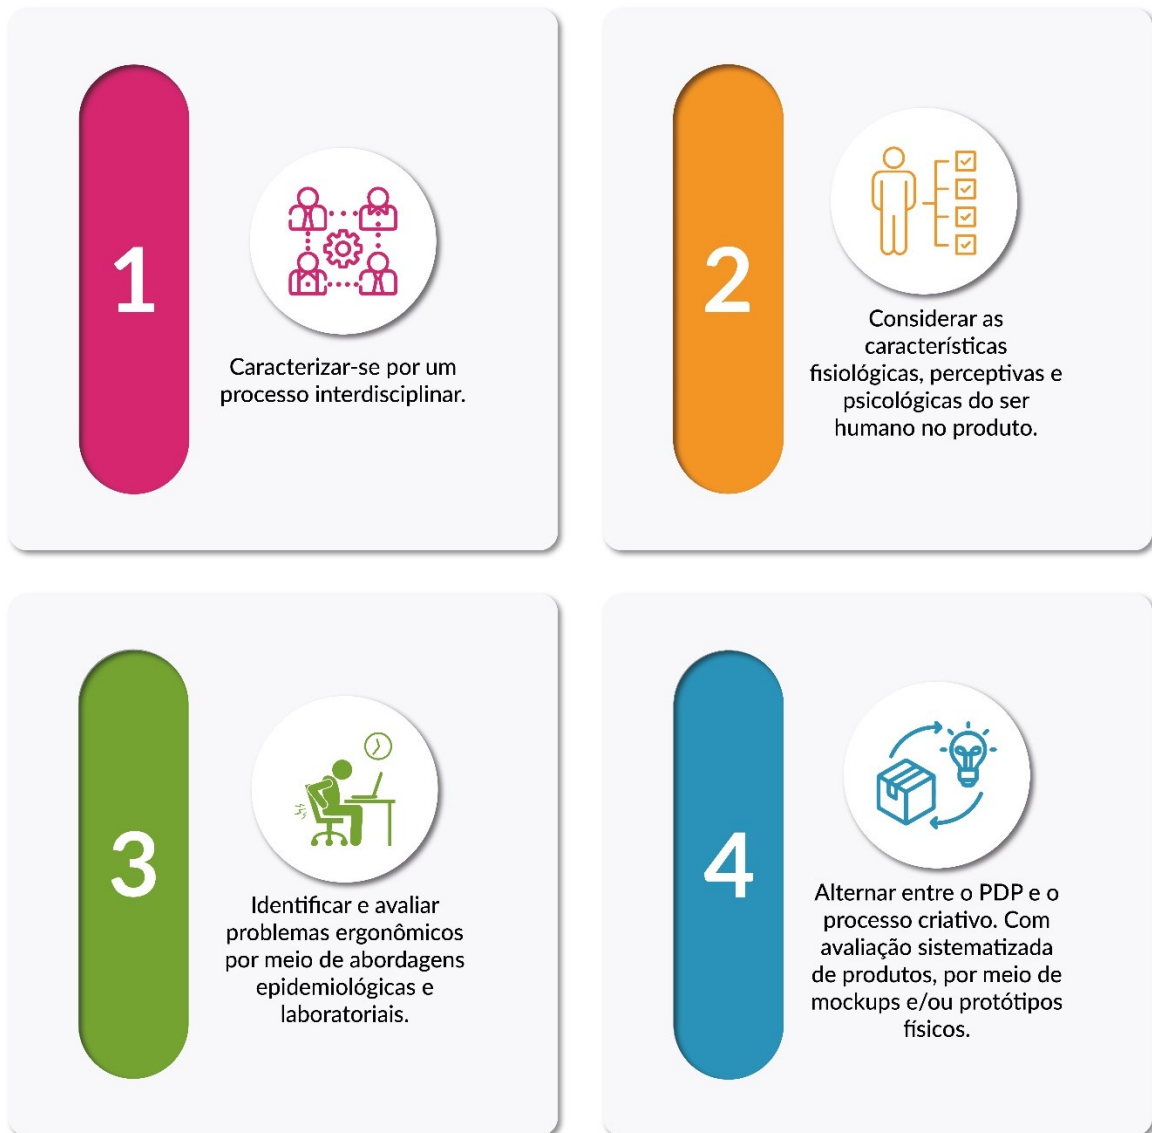 1
Caracterizar-se por um
processo interdisciplinar.
2
Considerar as
características
fisiológicas, perceptivas e
psicológicas do ser
humano no produto.
3
Identificar e avaliar
problemas ergonômicos
por meio de abordagens
epidemiológicas e
laboratoriais.
4
Alternar entre o PDP e o
processo criativo. Com
avaliação sistematizada
de produtos, por meio de
mockups e/ou protótipos
físicos.